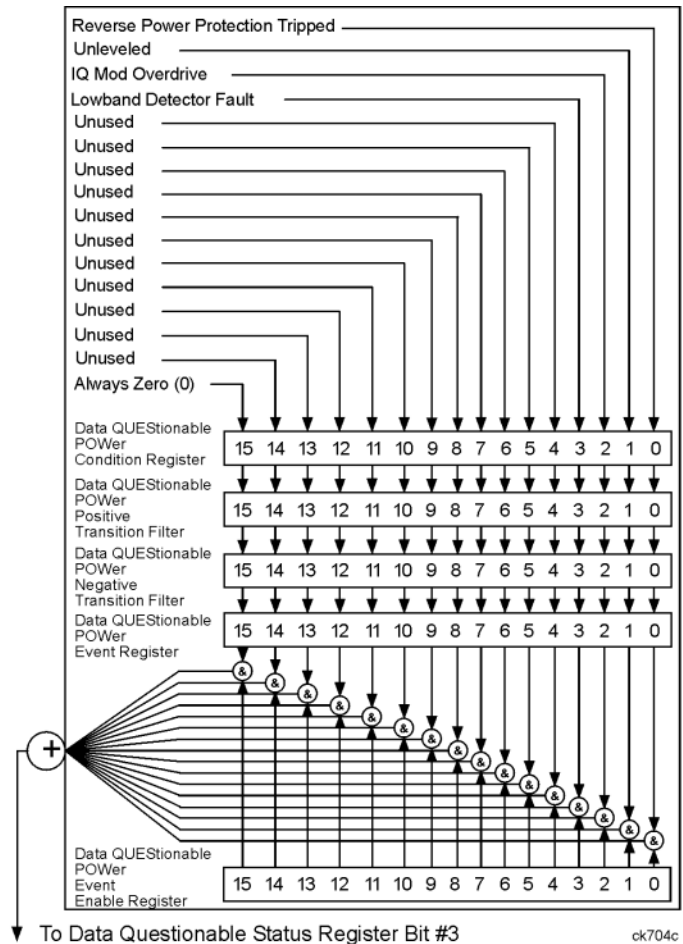 Reverse Power Protection Tripped
Unleveled
IQ Mod Overdrive
Lowband Detector Fault
Unused
Unused
Unused
Unused
Unused
Unused
Unused
Unused
Unused
Unused
Unused
Always Zero (0)
Data QUEStionable
POWer
Condition Register
15 14 13 12 11 10 9 8 7 6 5 4 3 2 1 0
Data QUEStionable
POWer
Positive
Transition Filter
15 14 13 12 11 10 9 8 7 6 5 4 3 2 1 0
Data QUEStionable
POWer
Negative
Transition Filter
15 14 13 12 11 10 9 8 7 6 5 4 3 2 1 0
Data QUEStionable
POWer
Event Register
15 14 13 12 11 10 9 8 7 6 5 4 3 2 1 0
& & & & & & & & & & & & & & & &
+
Data QUEStionable
POWer
Event
Enable Register
15 14 13 12 11 10 9 8 7 6 5 4 3 2 1 0
To Data Questionable Status Register Bit #3
ck704c